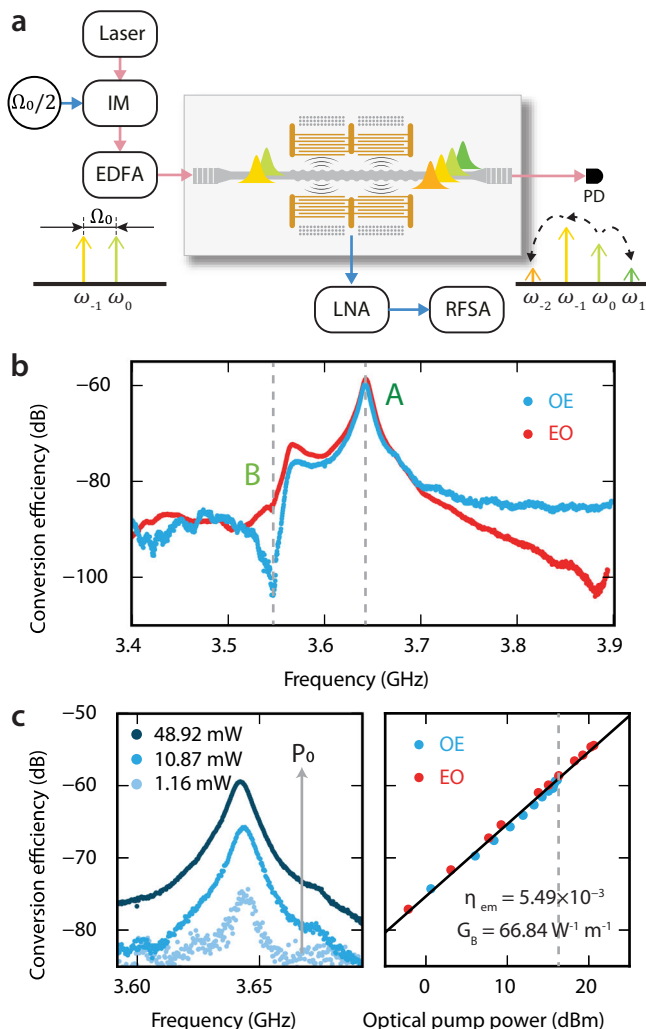 a
Laser
Ω₀/2
IM
EDFA
PD
Ω₀
ω₋₁ ω₀
LNA
RFSA
ω₋₂ ω₋₁ ω₀ ω₁
b
−60
−80
−100
Conversion efficiency (dB)
A
B
OE
EO
3.4 3.5 3.6 3.7 3.8 3.9
Frequency (GHz)
c
−50
−60
−70
−80
Conversion efficiency (dB)
48.92 mW
10.87 mW
1.16 mW
P₀
3.60 3.65
Frequency (GHz)
OE
EO
η em = 5.49×10⁻³
G B = 66.84 W⁻¹ m⁻¹
0 10 20
Optical pump power (dBm)